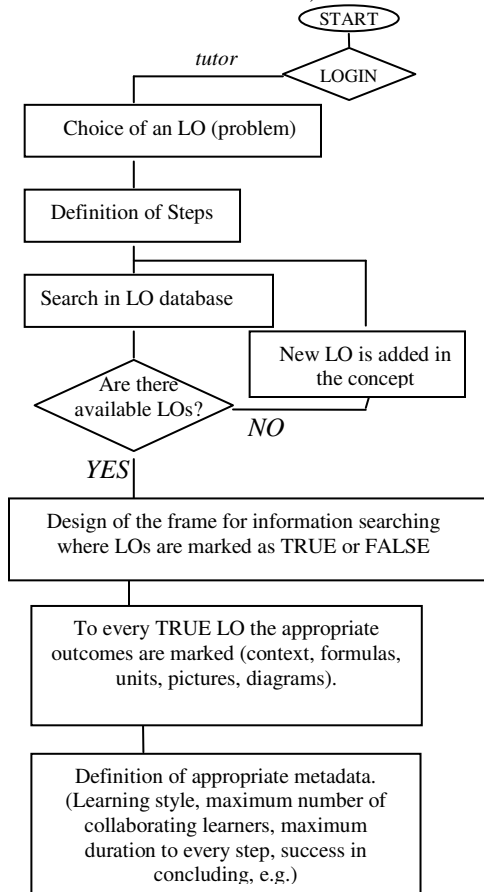 START
LOGIN
tutor
Choice of an LO (problem)
Definition of Steps
Search in LO database
New LO is added in
the concept
Are there
available LOs?
NO
YES
Design of the frame for information searching
where LOs are marked as TRUE or FALSE
To every TRUE LO the appropriate
outcomes are marked (context, formulas,
units, pictures, diagrams).
Definition of appropriate metadata.
(Learning style, maximum number of
collaborating learners, maximum
duration to every step, success in
concluding, e.g.)